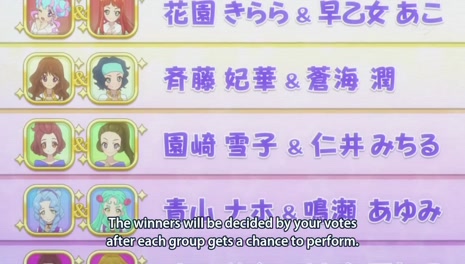 花園 きらら & 早乙女 あこ
&
斉藤 妃華 & 蒼海 潤
&
園崎 雪子 & 仁井 みちる
&
青山 ナホ & 鳴瀬 あゆみ
The winners will be decided by your votes
after each group gets a chance to perform.